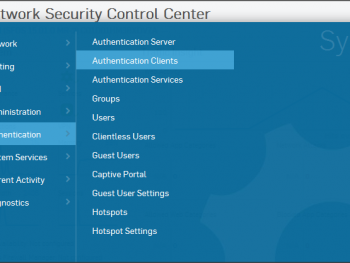 twork Security Control Center
Sy
work
ting
ministration
hentication
tem Services
rent Activity
gnostics
Authentication Server
Authentication Clients
Authentication Services
Groups
Users
Clientless Users
Guest Users
Captive Portal
Guest User Settings
Hotspots
Hotspot Settings